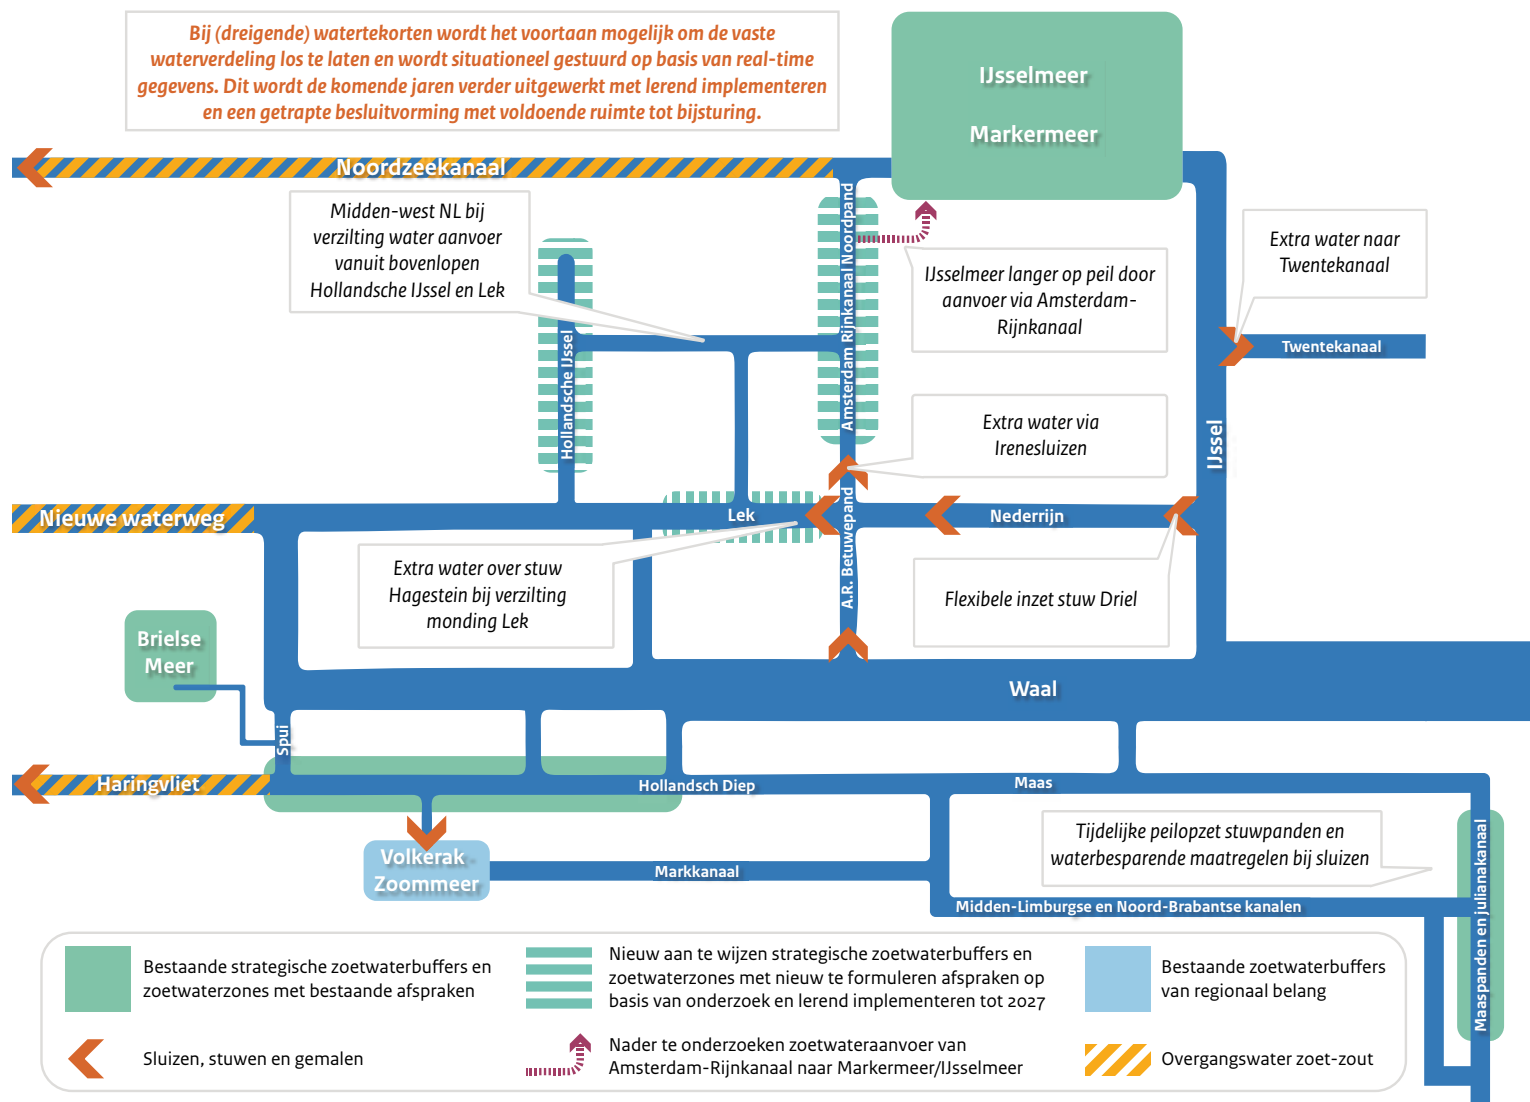 Bij (dreigende) watertekorten wordt het voortaan mogelijk om de vaste
waterverdeling los te laten en wordt situationeel gestuurd op basis van real-time
gegevens. Dit wordt de komende jaren verder uitgewerkt met lerend implementeren
en een getrapte besluitvorming met voldoende ruimte tot bijsturing.
IJsselmeer
Markermeer
Noordzeekanaal
Midden-west NL bij
verzilting water aanvoer
vanuit bovenlopen
Hollandsche IJssel en Lek
Amsterdam Rijnkanaal Noordpand
IJsselmeer langer op peil door
aanvoer via Amsterdam-
Rijnkanaal
Extra water naar
Twentekanaal
Twentekanaal
Hollandsche IJssel
Extra water via
Irenesluizen
IJssel
Nieuwe waterweg
Lek
A.R. Betuwepand
Nederrijn
Extra water over stuw
Hagestein bij verzilting
monding Lek
Flexibele inzet stuw Driel
Brielse
Meer
Waal
Spui
Haringvliet
Hollandsch Diep
Maas
Volkerak
Zoommeer
Markkanaal
Tijdelijke peilopzet stuwpanden en
waterbesparende maatregelen bij sluizen
Midden-Limburgse en Noord-Brabantse kanalen
Maaspanden en julianakanaal
Bestaande strategische zoetwaterbuffers en
zoetwaterzones met bestaande afspraken
Nieuw aan te wijzen strategische zoetwaterbuffers en
zoetwaterzones met nieuw te formuleren afspraken op
basis van onderzoek en lerend implementeren tot 2027
Bestaande zoetwaterbuffers
van regionaal belang
Sluizen, stuwen en gemalen
Nader te onderzoeken zoetwateraanvoer van
Amsterdam-Rijnkanaal naar Markermeer/IJsselmeer
Overgangswater zoet-zout